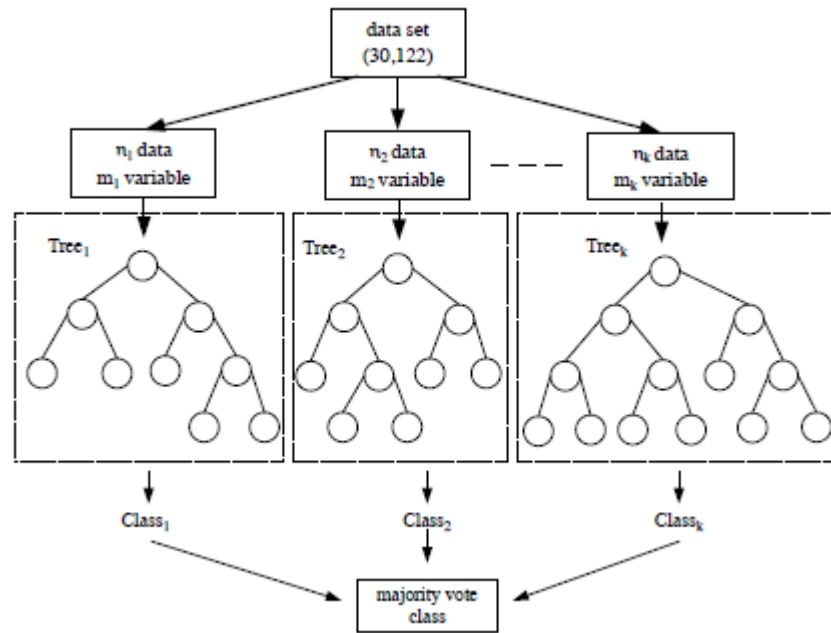 data set
(30,122)
n₁ data
m₁ variable
n₂ data
m₂ variable
nₖ data
mₖ variable
Tree₁
Tree₂
Treeₖ
Class₁
Class₂
Classₖ
majority vote
class